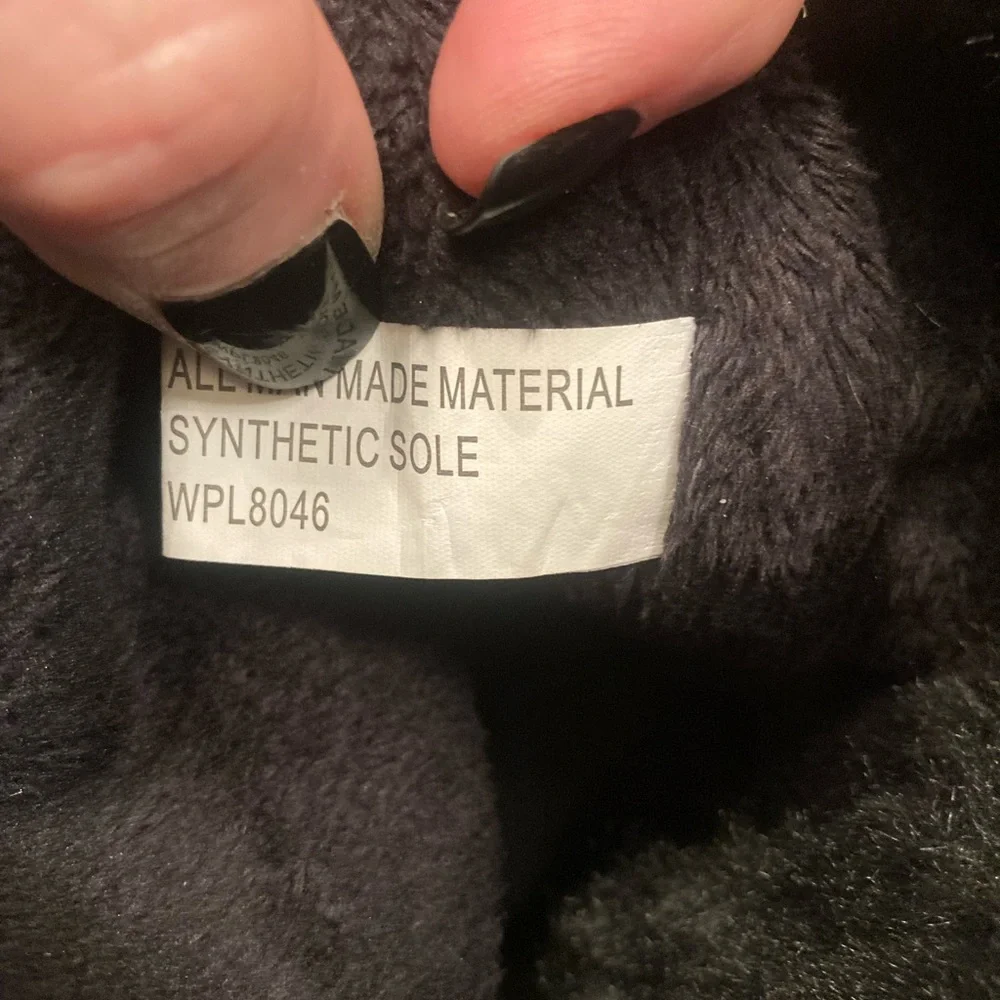 ALL MAN MADE MATERIAL
SYNTHETIC SOLE
WPL8046